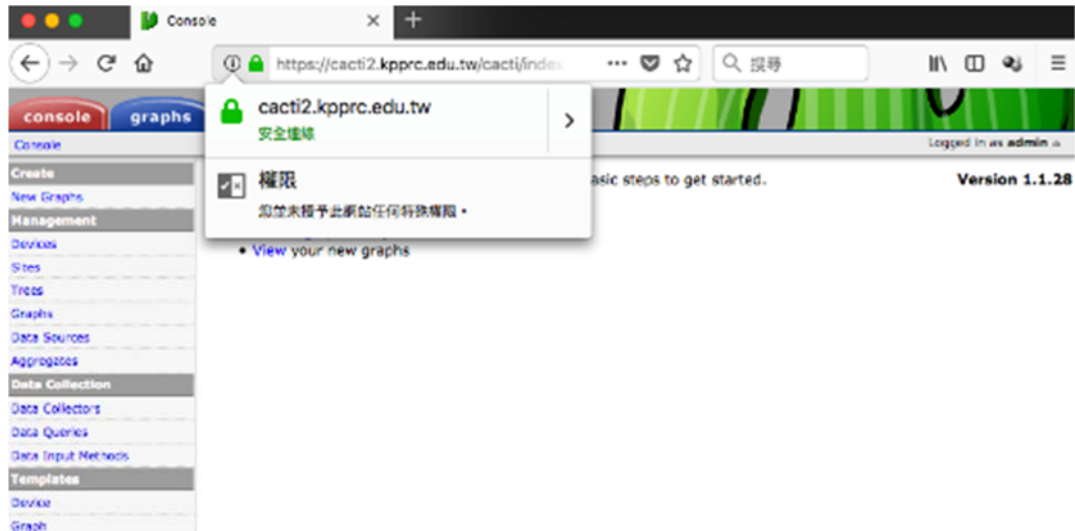 Console
https://cacti2.kpprc.edu.tw/cacti/index
搜尋
console graphs
cacti2.kpprc.edu.tw
安全連線
Console
Logged in as admin
權限
您並未授予此網站任何特殊權限。
asic steps to get started.
Version 1.1.28
• View your new graphs
Create
New Graphs
Management
Devices
Sites
Trees
Graphs
Data Sources
Aggregates
Data Collection
Data Collectors
Data Queries
Data Input Methods
Templates
Device
Graph